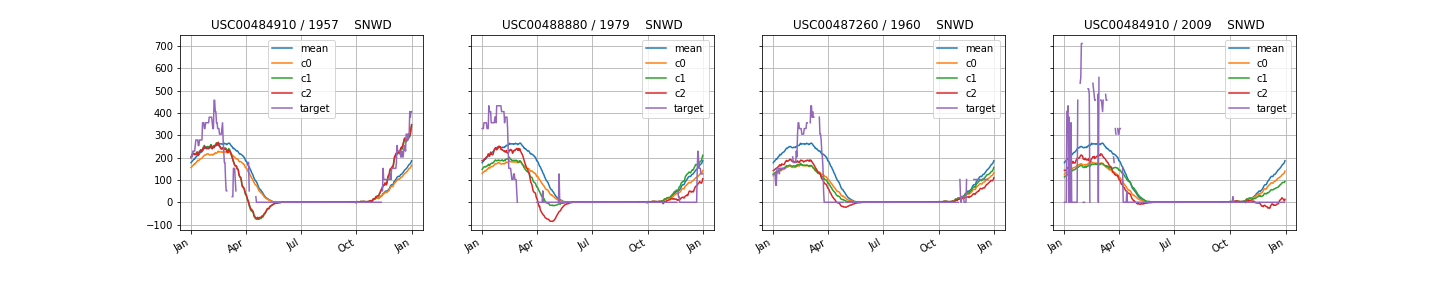 USC00484910 / 1957    SNWD
USC00488880 / 1979    SNWD
USC00487260 / 1960    SNWD
USC00484910 / 2009    SNWD
700
600
500
400
300
200
100
0
−100
mean
c0
c1
c2
target
mean
c0
c1
c2
target
mean
c0
c1
c2
target
mean
c0
c1
c2
target
Jan Apr Jul Oct Jan
Jan Apr Jul Oct Jan
Jan Apr Jul Oct Jan
Jan Apr Jul Oct Jan